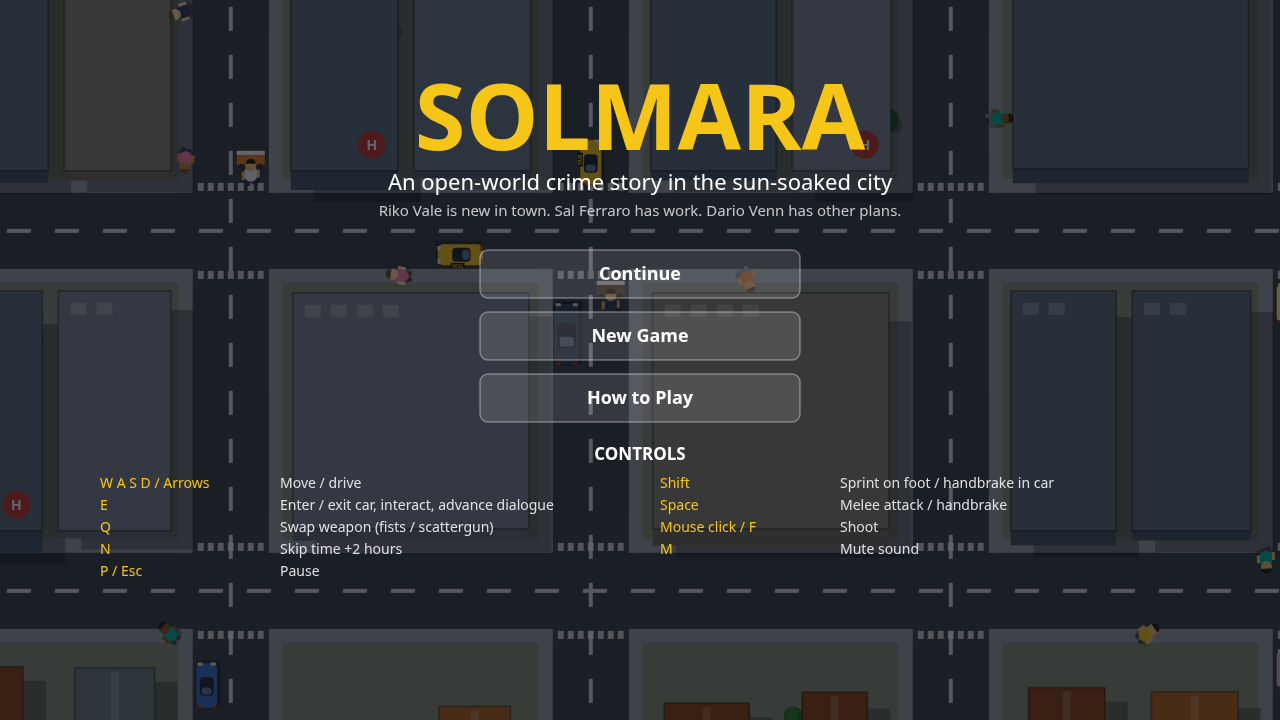 SOLMARA
An open-world crime story in the sun-soaked city
Riko Vale is new in town. Sal Ferraro has work. Dario Venn has other plans.
Continue
New Game
How to Play
CONTROLS
W A S D / Arrows Move / drive
E Enter / exit car, interact, advance dialogue
Q Swap weapon (fists / scattergun)
N Skip time +2 hours
P / Esc Pause
Shift Sprint on foot / handbrake in car
Space Melee attack / handbrake
Mouse click / F Shoot
M Mute sound
H
H
H